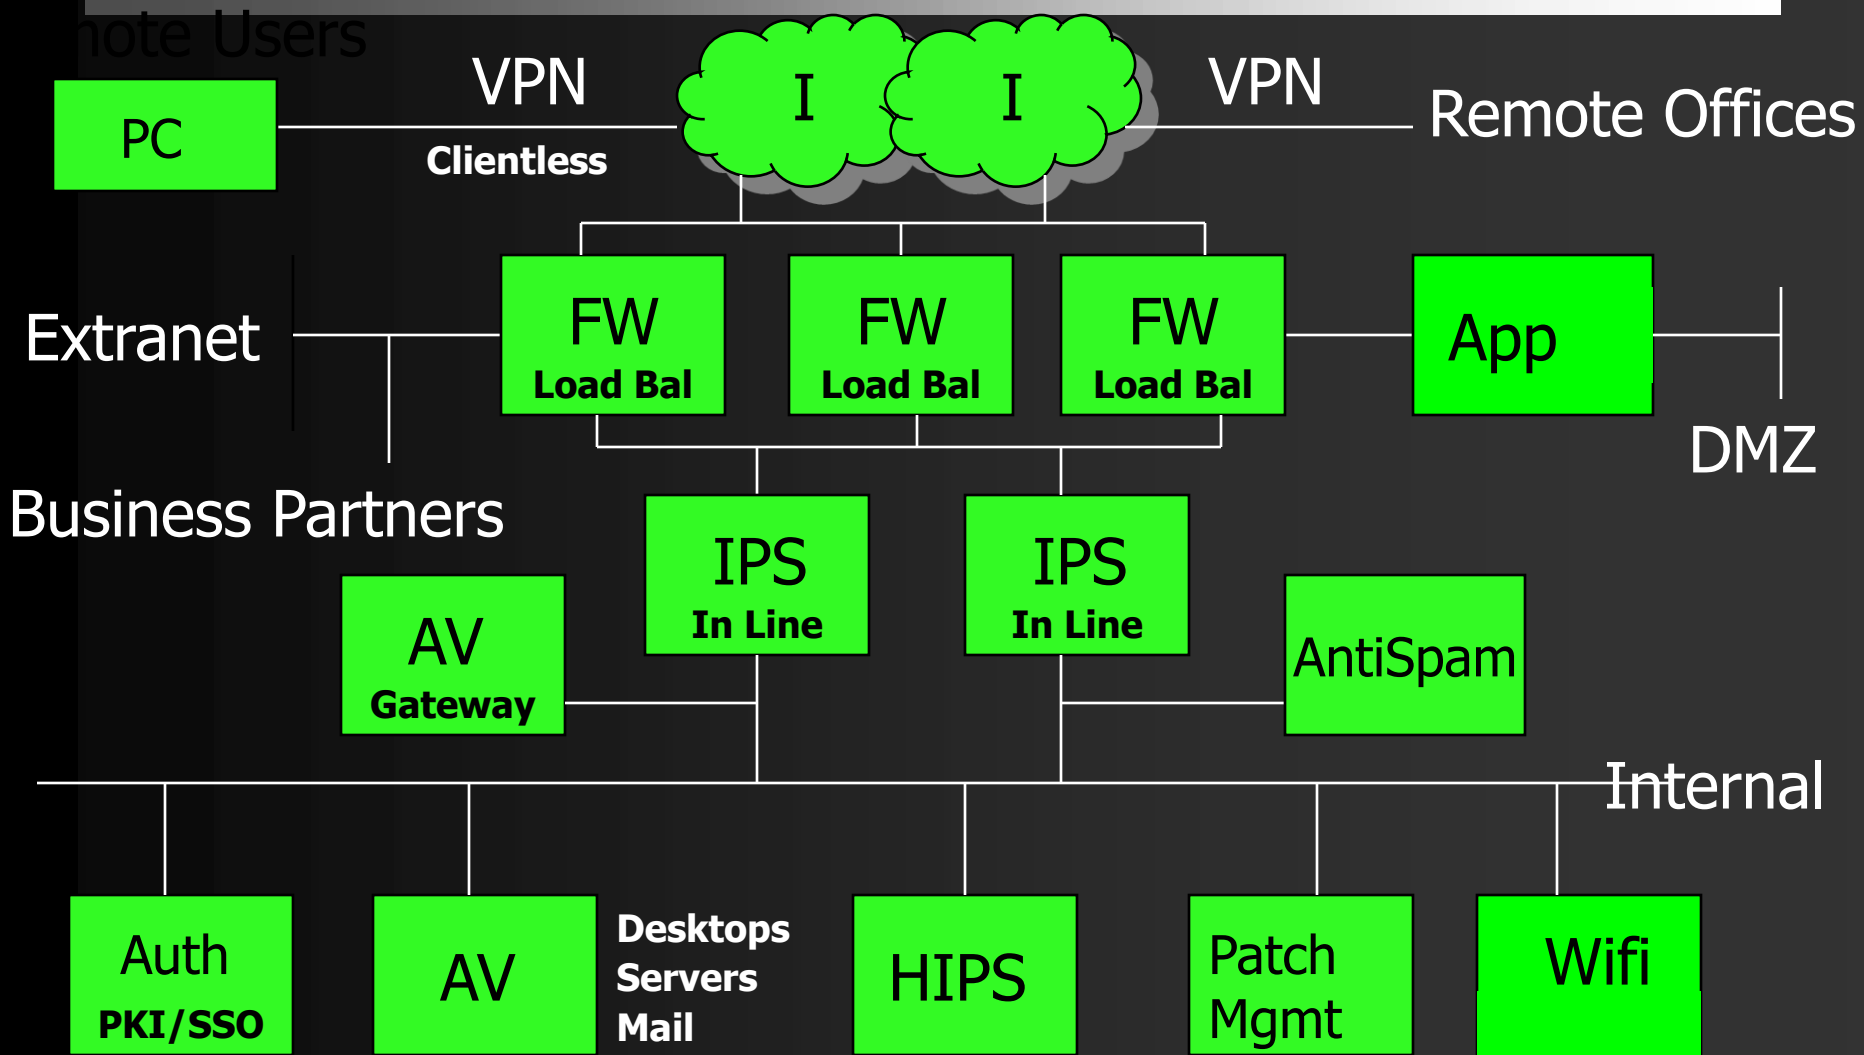 mote Users
VPN
VPN
I
I
Remote Offices
PC
Clientless
Extranet
FW
Load Bal
FW
Load Bal
FW
Load Bal
App
DMZ
Business Partners
IPS
In Line
IPS
In Line
AV
Gateway
AntiSpam
Internal
Auth
PKI/SSO
AV
Desktops
Servers
Mail
HIPS
Patch
Mgmt
Wifi